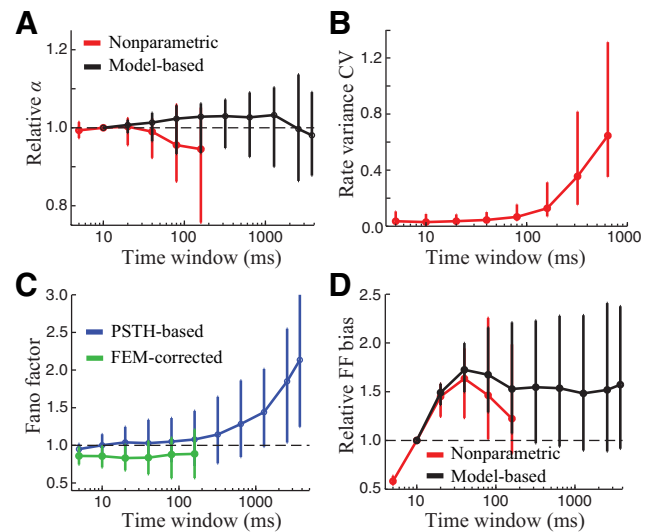 A
Nonparametric
Model-based
1.2
1.0
0.8
Relative α
10
100
1000
Time window (ms)
B
1.2
0.8
0.4
0.0
Rate variance CV
10
100
1000
Time window (ms)
C
3.0
2.5
2.0
1.5
1.0
0.5
PSTH-based
FEM-corrected
Fano factor
10
100
1000
Time window (ms)
D
2.5
2.0
1.5
1.0
0.5
Relative FF bias
Nonparametric
Model-based
10
100
1000
Time window (ms)